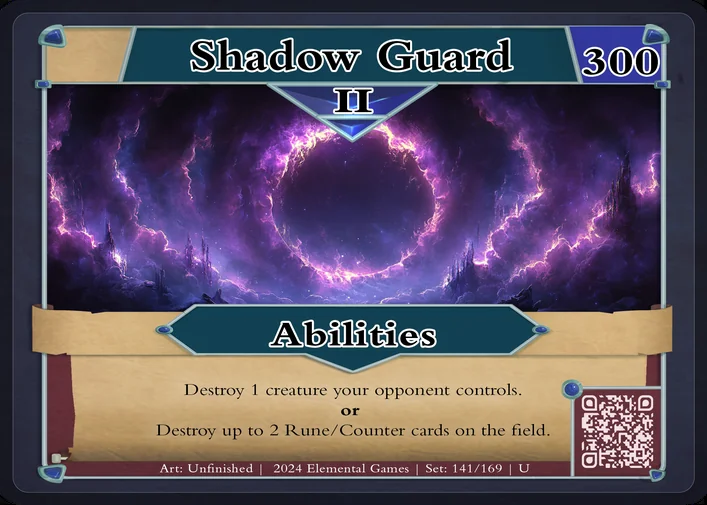 Shadow Guard
300
II
Abilities
Destroy 1 creature your opponent controls.
or
Destroy up to 2 Rune/Counter cards on the field.
Art: Unfinished | 2024 Elemental Games | Set: 141/169 | U